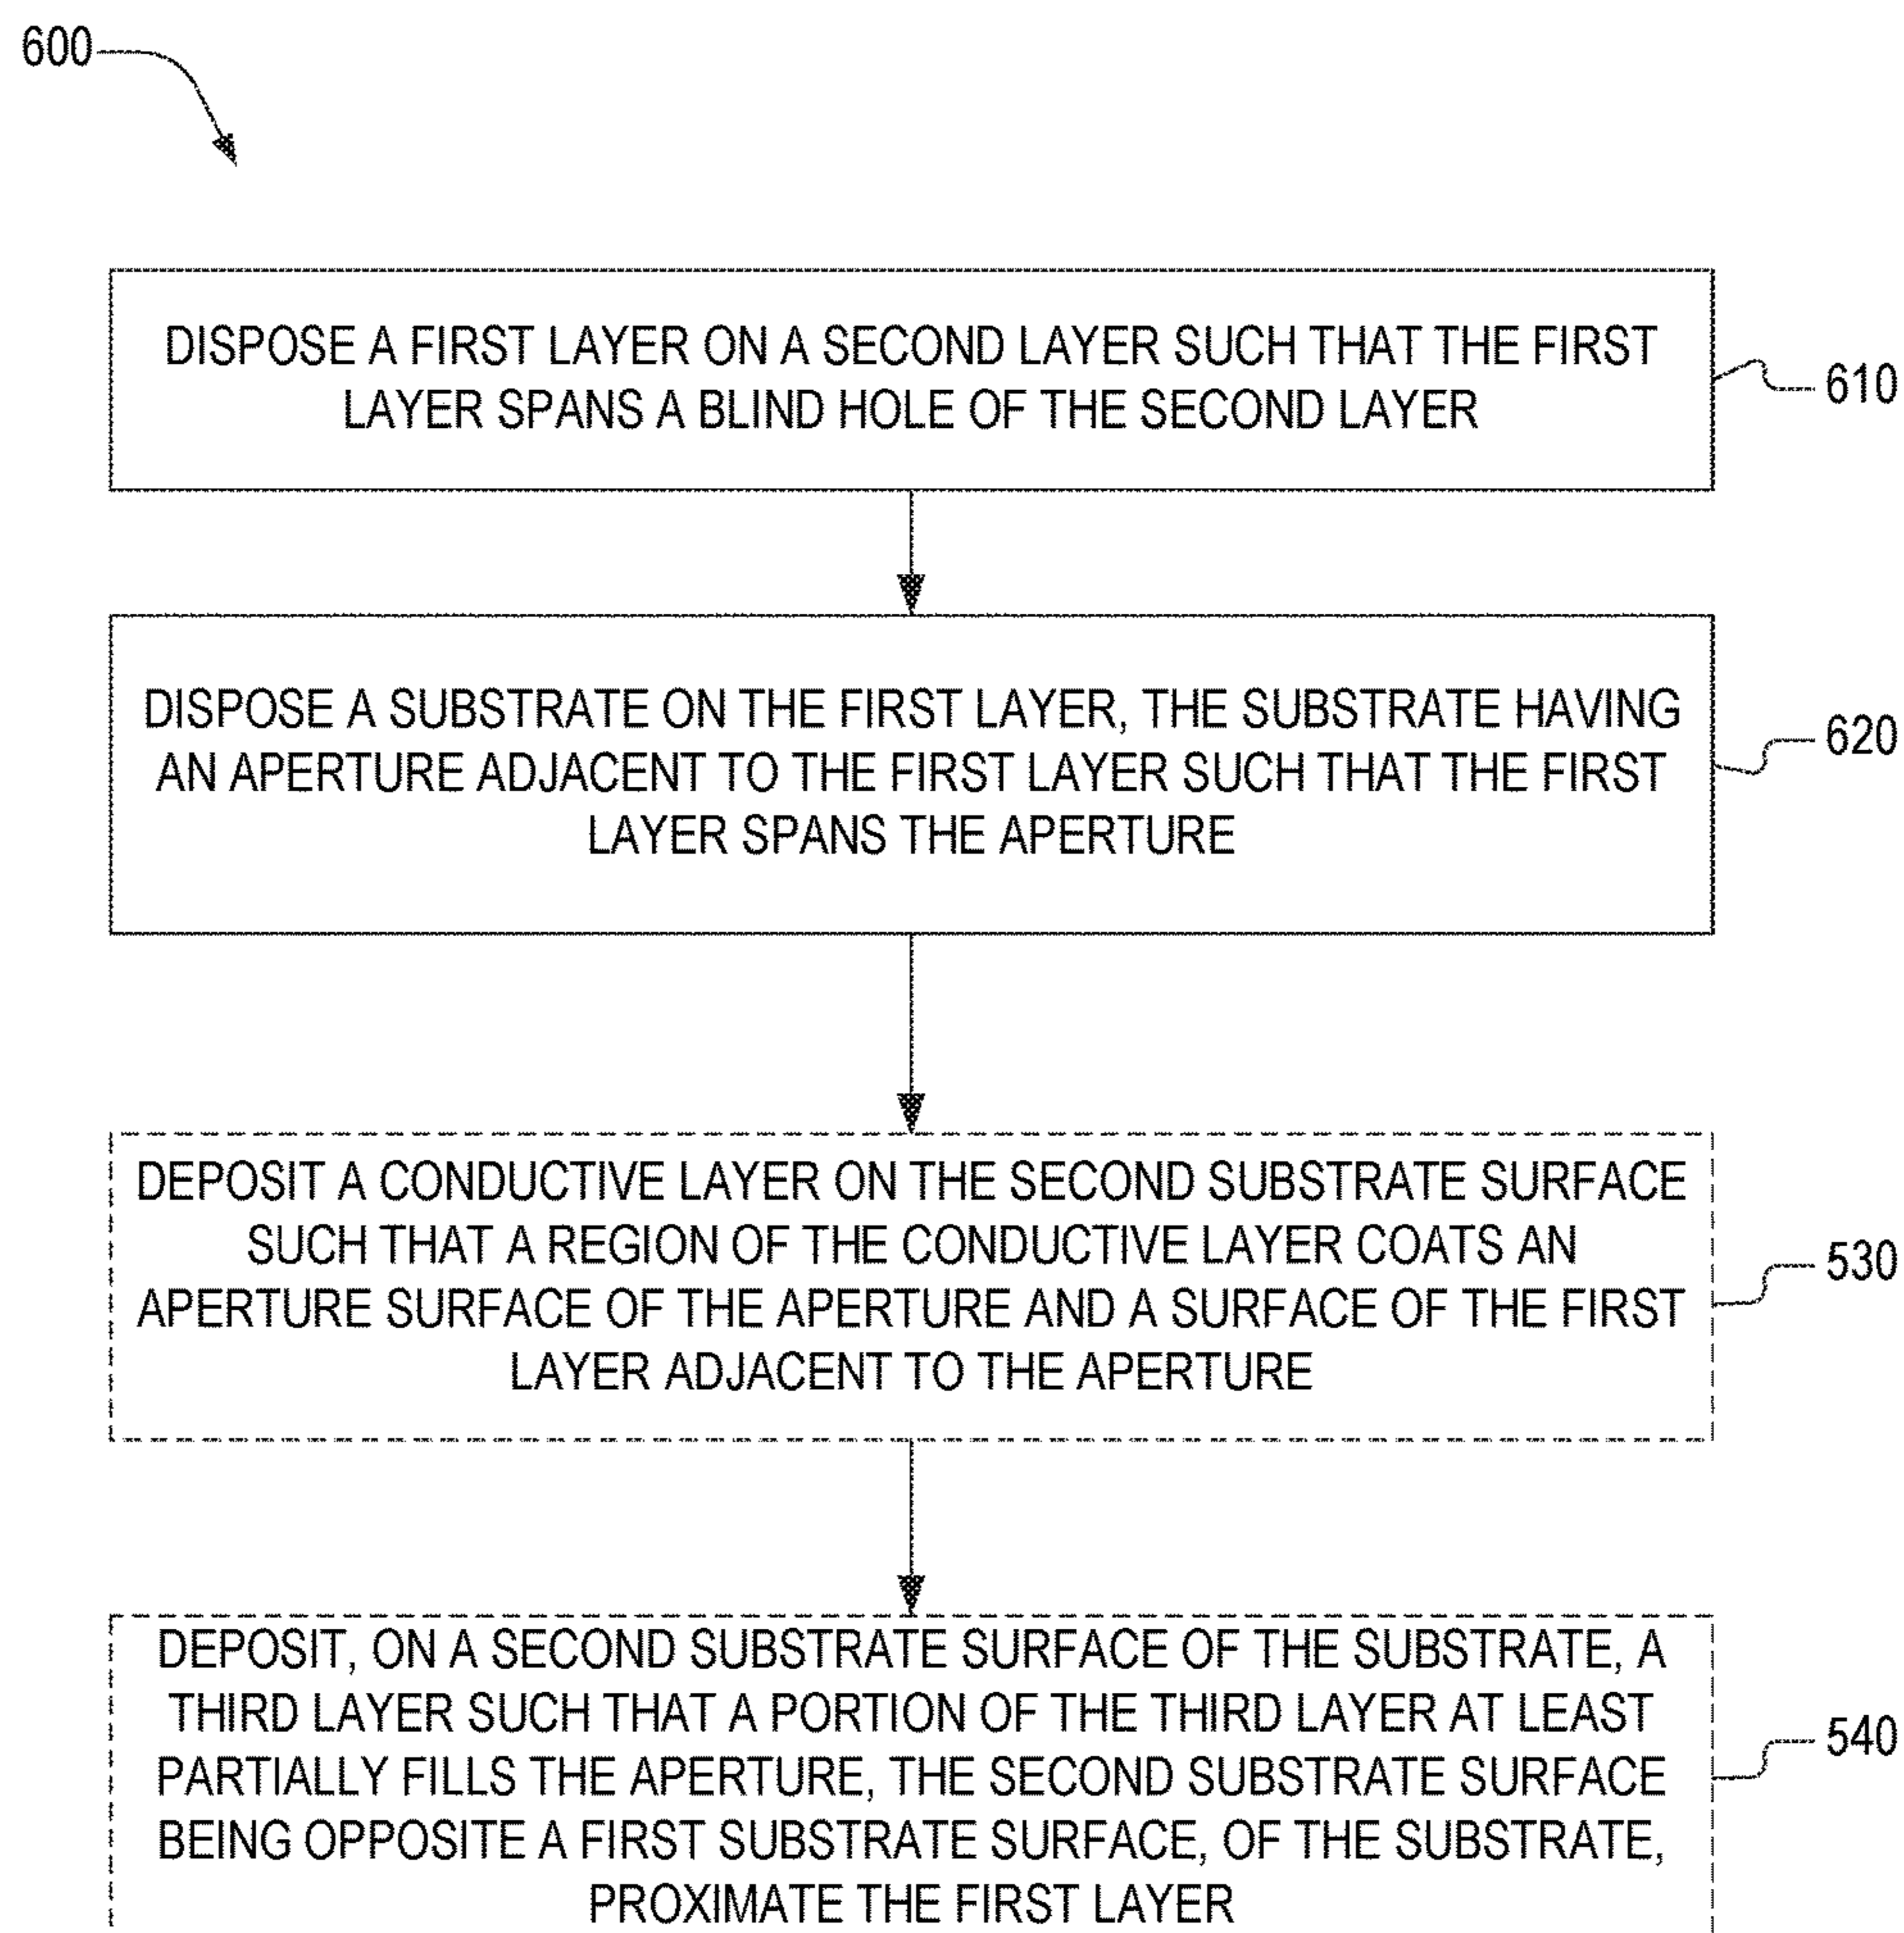 600
DISPOSE A FIRST LAYER ON A SECOND LAYER SUCH THAT THE FIRST
LAYER SPANS A BLIND HOLE OF THE SECOND LAYER
610
DISPOSE A SUBSTRATE ON THE FIRST LAYER, THE SUBSTRATE HAVING
AN APERTURE ADJACENT TO THE FIRST LAYER SUCH THAT THE FIRST
LAYER SPANS THE APERTURE
620
DEPOSIT A CONDUCTIVE LAYER ON THE SECOND SUBSTRATE SURFACE
SUCH THAT A REGION OF THE CONDUCTIVE LAYER COATS AN
APERTURE SURFACE OF THE APERTURE AND A SURFACE OF THE FIRST
LAYER ADJACENT TO THE APERTURE
530
DEPOSIT, ON A SECOND SUBSTRATE SURFACE OF THE SUBSTRATE, A
THIRD LAYER SUCH THAT A PORTION OF THE THIRD LAYER AT LEAST
PARTIALLY FILLS THE APERTURE, THE SECOND SUBSTRATE SURFACE
BEING OPPOSITE A FIRST SUBSTRATE SURFACE, OF THE SUBSTRATE,
PROXIMATE THE FIRST LAYER
540